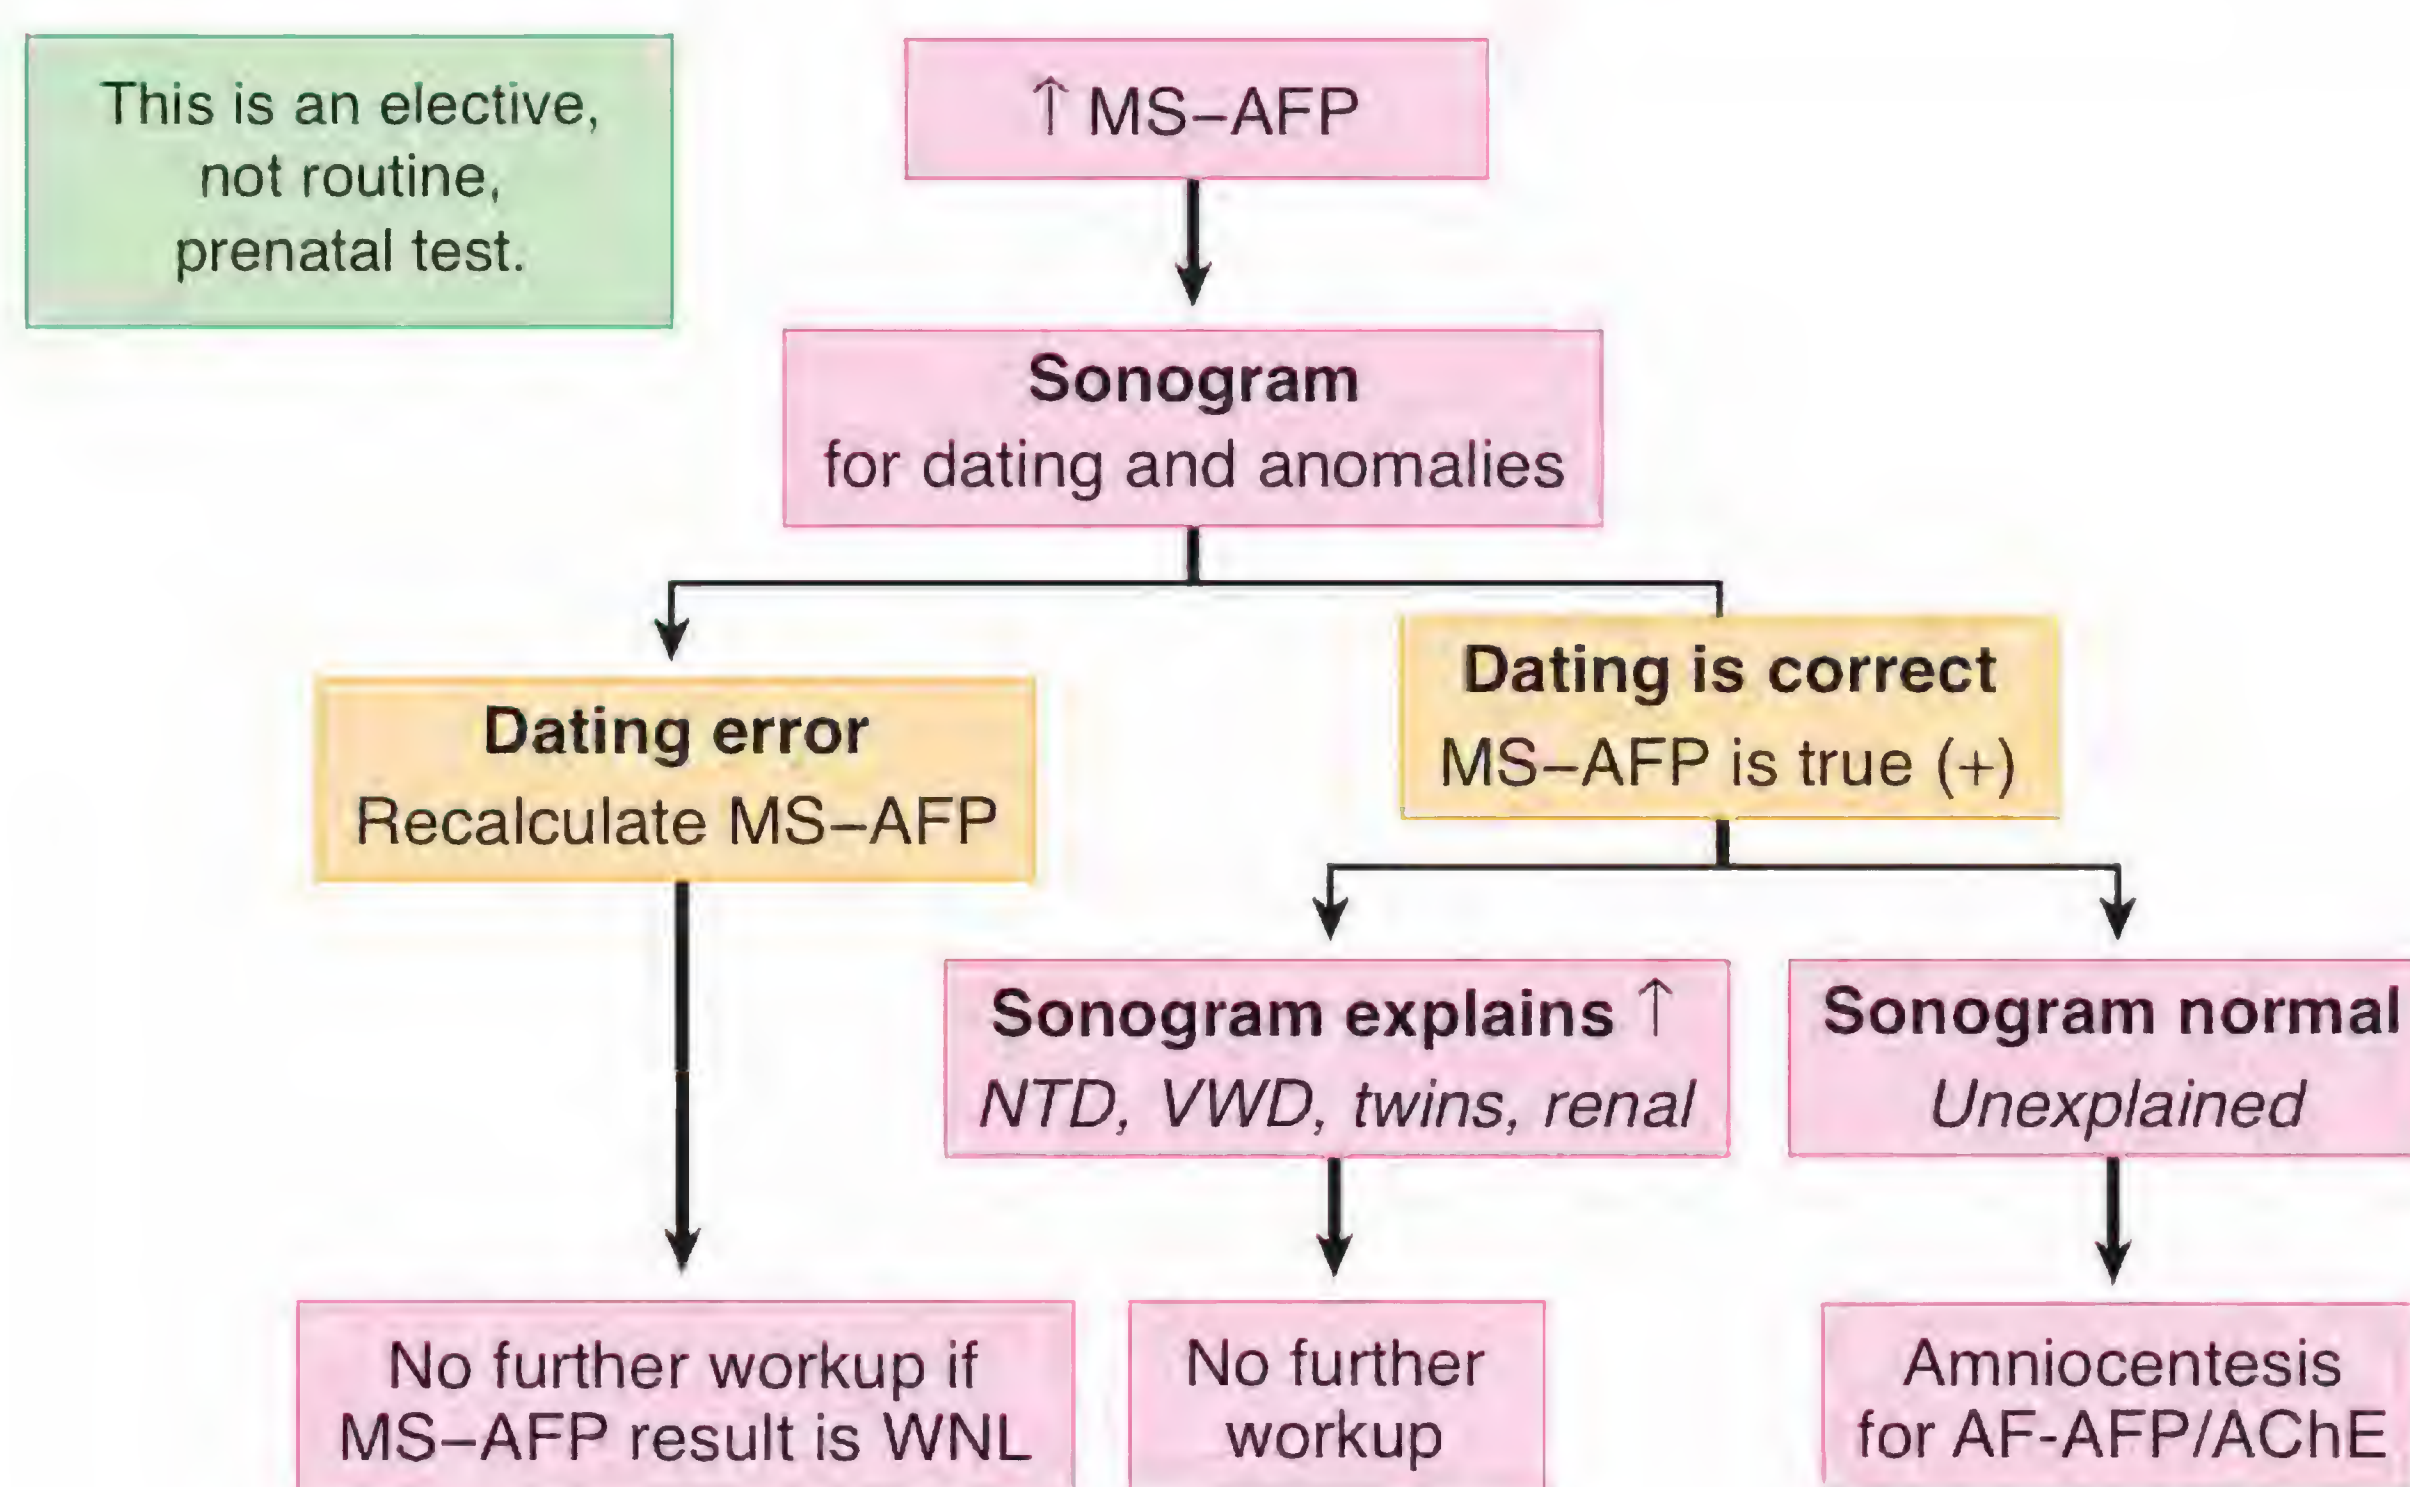 This is an elective,
not routine,
prenatal test.
↑ MS–AFP
Sonogram
for dating and anomalies
Dating error
Recalculate MS–AFP
Dating is correct
MS–AFP is true (+)
Sonogram explains ↑
NTD, VWD, twins, renal
Sonogram normal
Unexplained
No further workup if
MS–AFP result is WNL
No further
workup
Amniocentesis
for AF-AFP/AChE